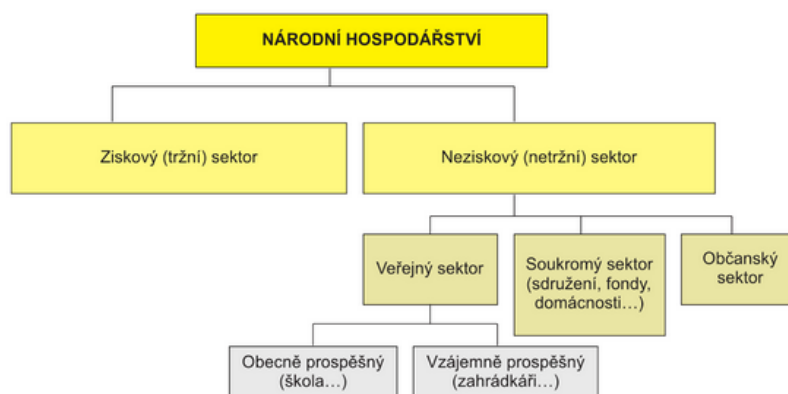 NÁRODNÍ HOSPODÁŘSTVÍ
Ziskový (tržní) sektor
Neziskový (netržní) sektor
Veřejný sektor
Soukromý sektor
(sdružení, fondy,
domácnosti…)
Občanský
sektor
Obecně prospěšný
(škola…)
Vzájemně prospěšný
(zahrádkáři…)